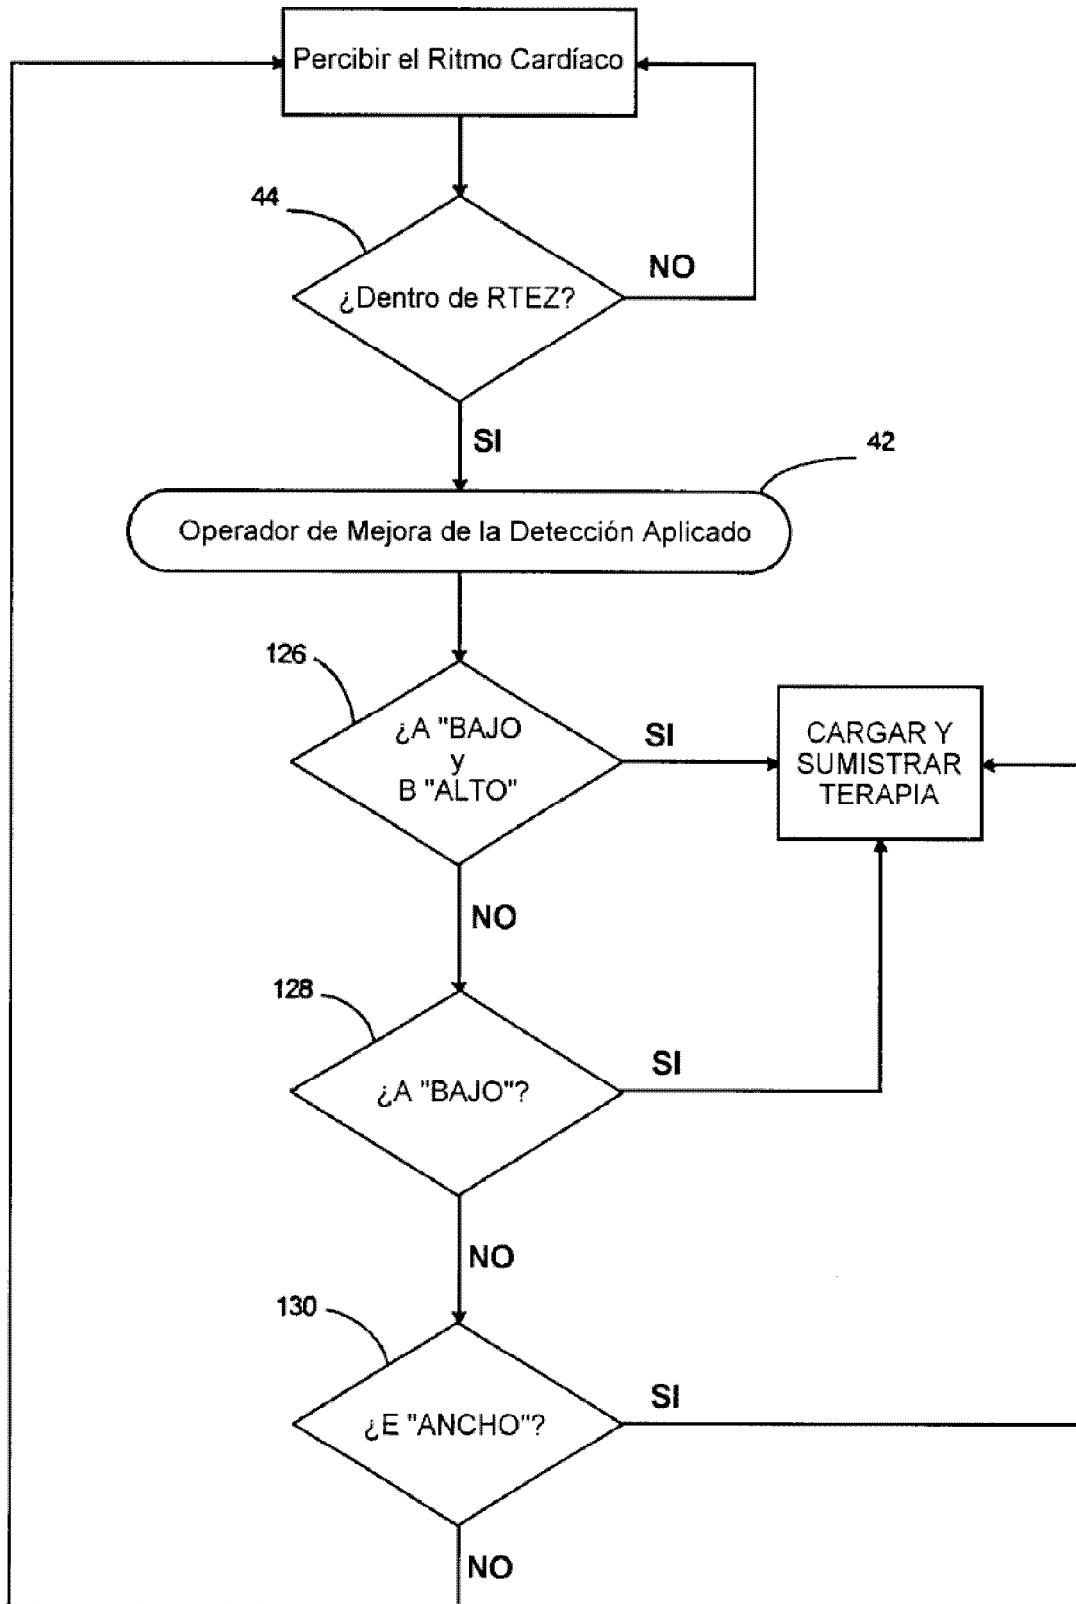 Percibir el Ritmo Cardíaco
44
¿Dentro de RTEZ?
NO
SI
42
Operador de Mejora de la Detección Aplicado
126
¿A "BAJO
y
B "ALTO"
SI
CARGAR Y
SUMISTRAR
TERAPIA
NO
128
¿A "BAJO"?
SI
NO
130
¿E "ANCHO"?
SI
NO